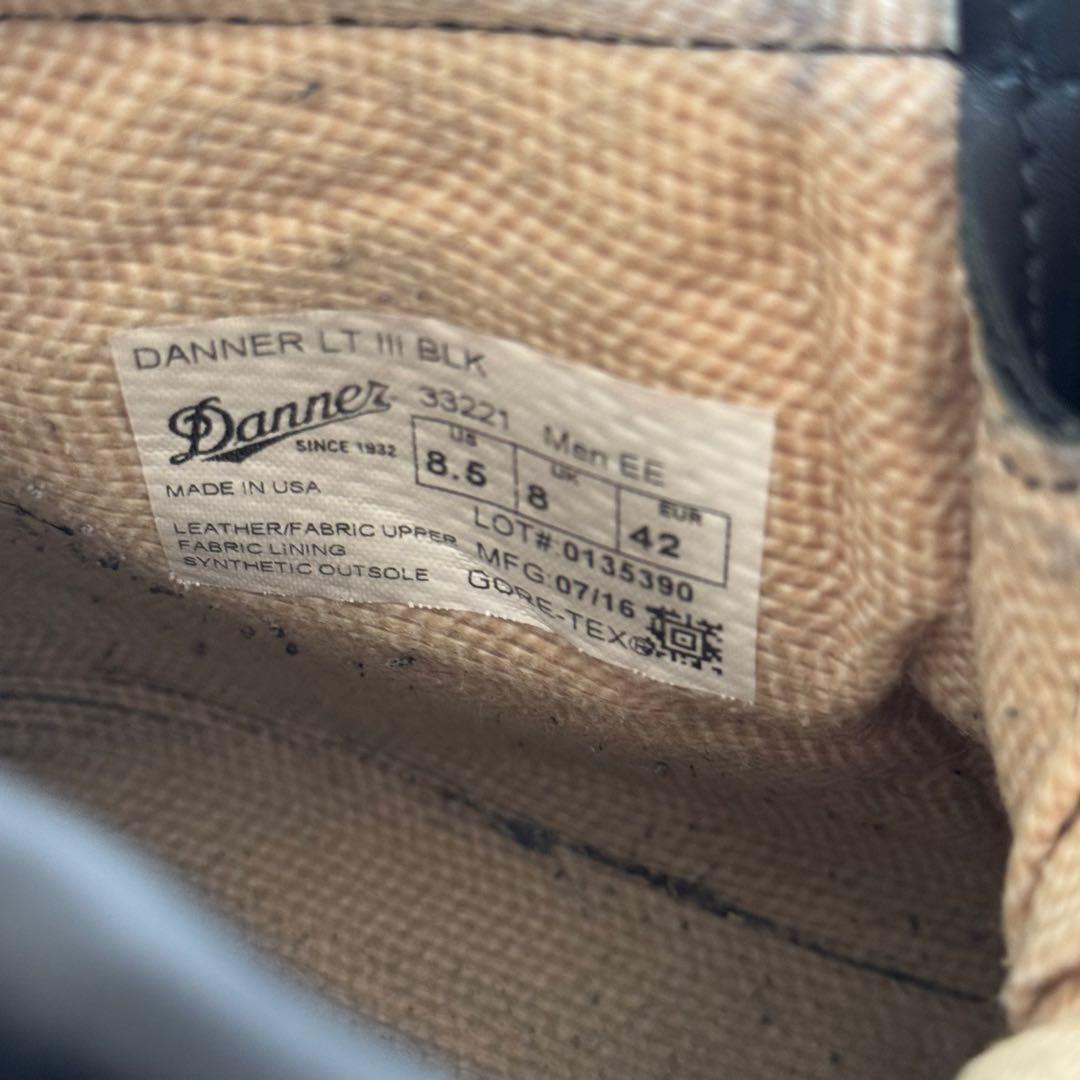 DANNER LT III BLK
Danner 33221 Men EE
SINCE 1932
US UK EUR
8.5 8 42
MADE IN USA
LOT# 0135390
LEATHER/FABRIC UPPER
FABRIC LINING
SYNTHETIC OUTSOLE
MFG:07/16
GORE-TEX®